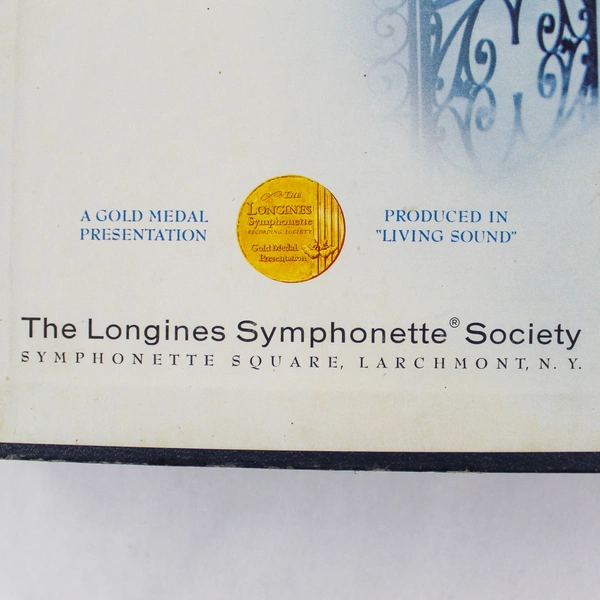 A GOLD MEDAL
PRESENTATION
THE
LONGINES
Symphonette
RECORDING SOCIETY
Gold Medal
Presentation
PRODUCED IN
"LIVING SOUND"
The Longines Symphonette® Society
SYMPHONETTE SQUARE, LARCHMONT, N. Y.